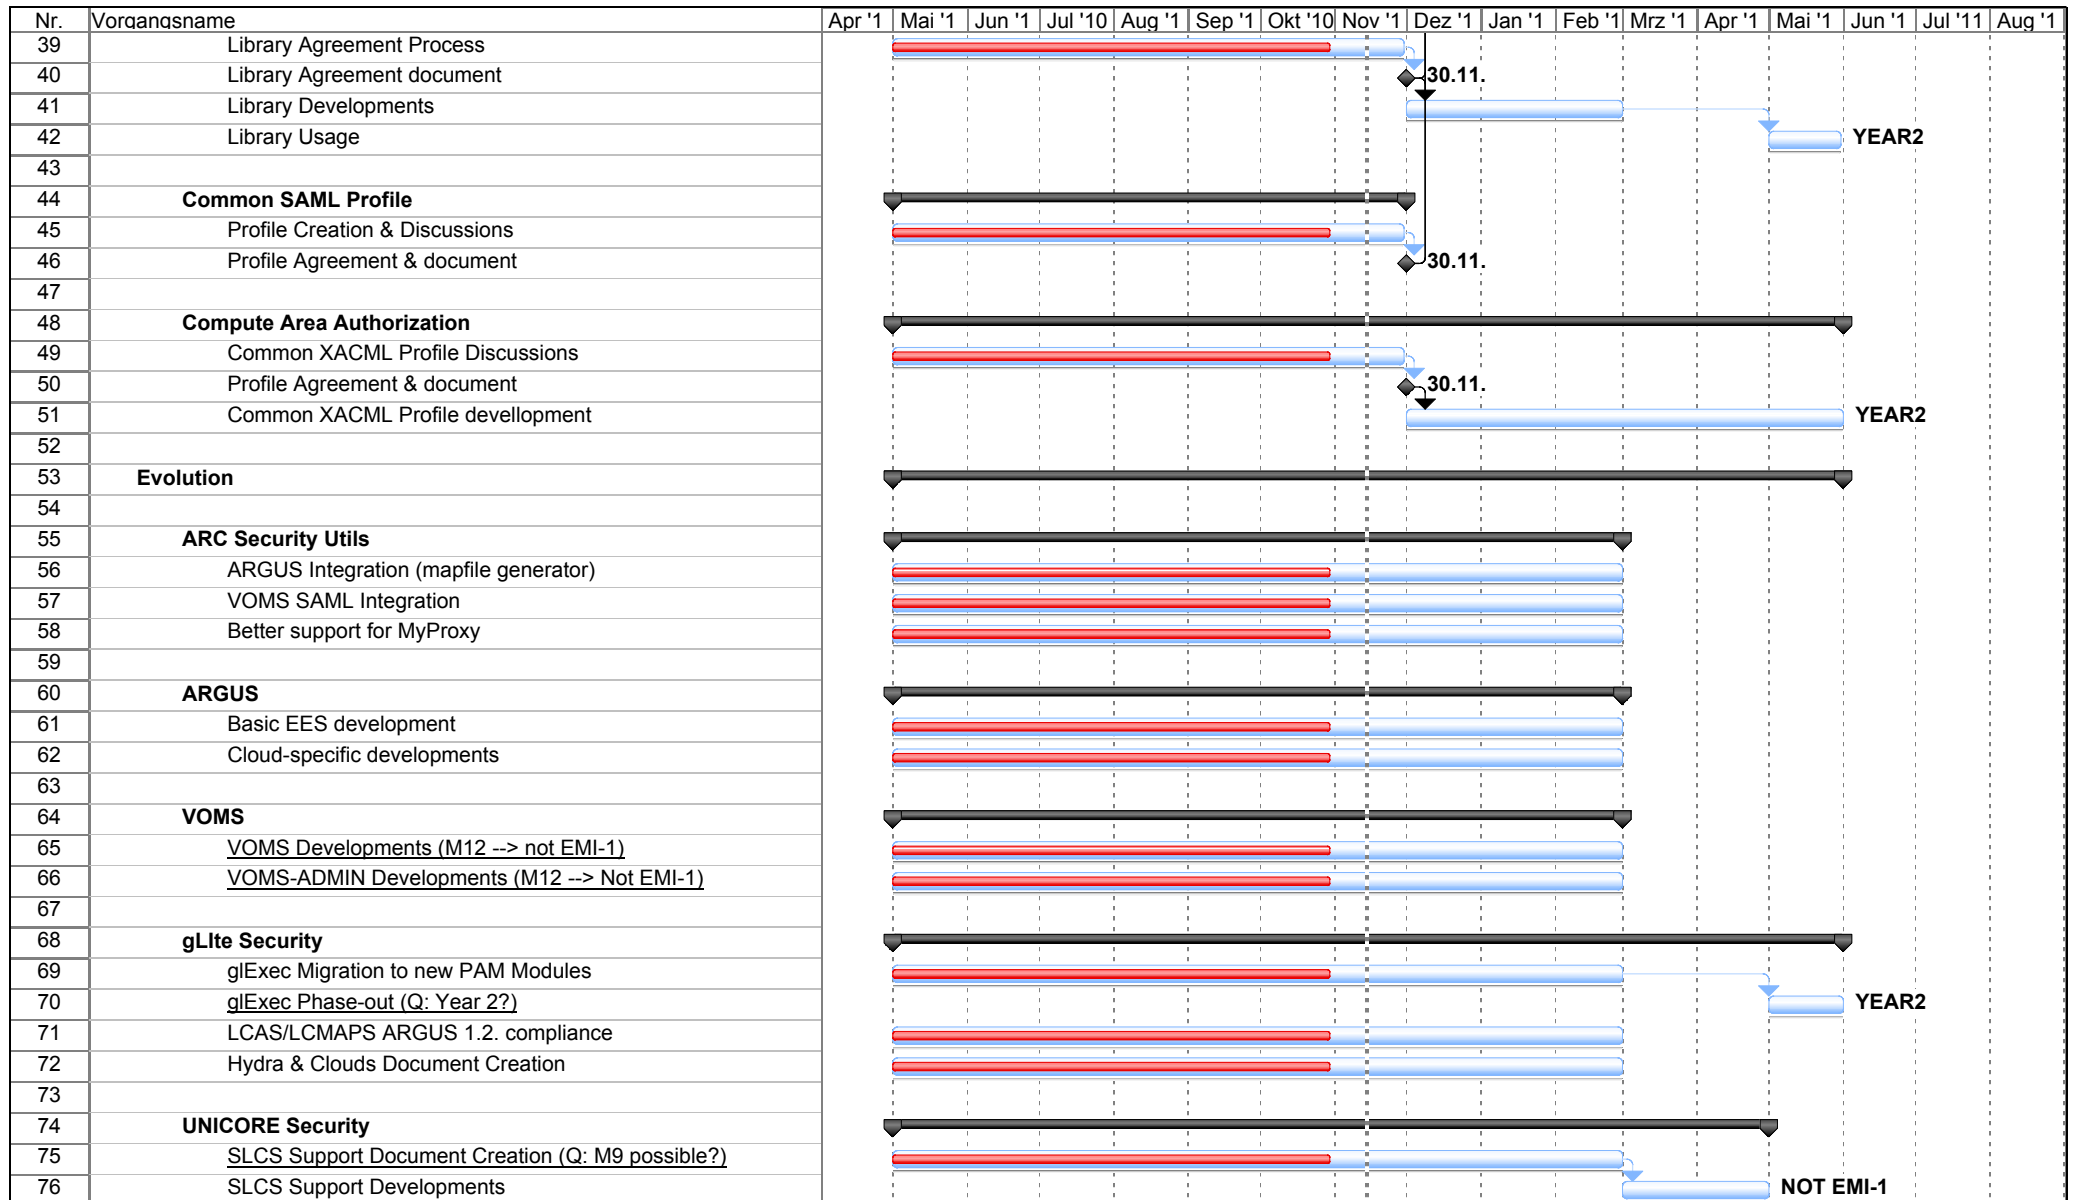 Nr. Vorgangsname Apr '1 Mai '1 Jun '1 Jul '10 Aug '1 Sep '1 Okt '10 Nov '1 Dez '1 Jan '1 Feb '1 Mrz '1 Apr '1 Mai '1 Jun '1 Jul '11 Aug '1
39 Library Agreement Process
40 Library Agreement document 30.11.
41 Library Developments
42 Library Usage YEAR2
43
44 Common SAML Profile
45 Profile Creation & Discussions
46 Profile Agreement & document 30.11.
47
48 Compute Area Authorization
49 Common XACML Profile Discussions
50 Profile Agreement & document 30.11.
51 Common XACML Profile devellopment YEAR2
52
53 Evolution
54
55 ARC Security Utils
56 ARGUS Integration (mapfile generator)
57 VOMS SAML Integration
58 Better support for MyProxy
59
60 ARGUS
61 Basic EES development
62 Cloud-specific developments
63
64 VOMS
65 VOMS Developments (M12 --> not EMI-1)
66 VOMS-ADMIN Developments (M12 --> Not EMI-1)
67
68 gLIte Security
69 glExec Migration to new PAM Modules
70 glExec Phase-out (Q: Year 2?) YEAR2
71 LCAS/LCMAPS ARGUS 1.2. compliance
72 Hydra & Clouds Document Creation
73
74 UNICORE Security
75 SLCS Support Document Creation (Q: M9 possible?)
76 SLCS Support Developments NOT EMI-1